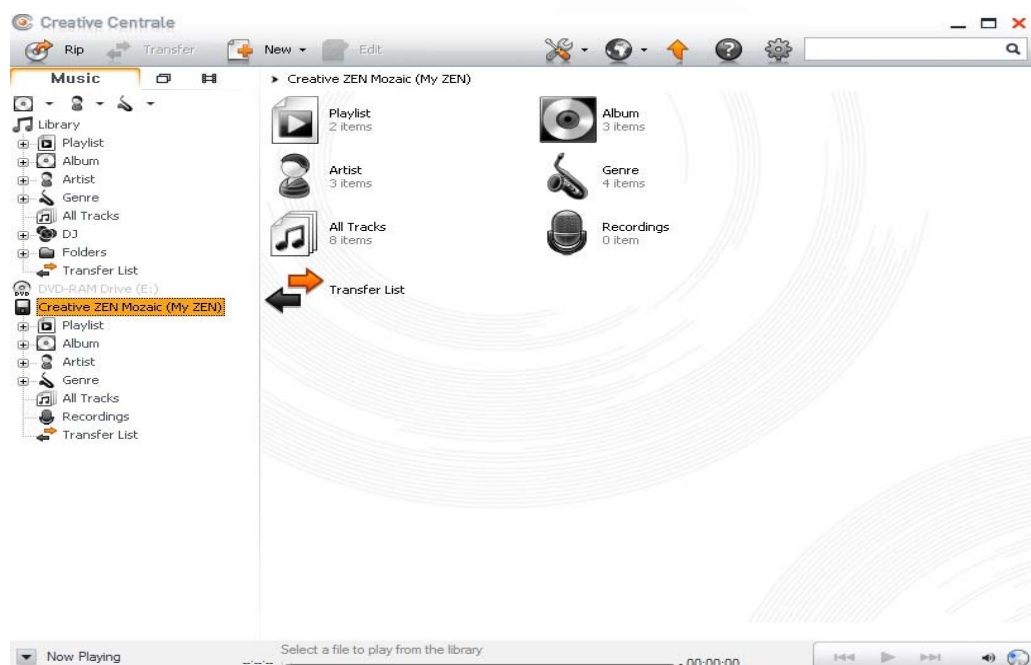 Creative Centrale
Rip Transfer New Edit
Music
Creative ZEN Mozaic (My ZEN)
Library
Playlist
Album
Artist
Genre
All Tracks
DJ
Folders
Transfer List
DVD-RAM Drive (E:)
Creative ZEN Mozaic (My ZEN)
Playlist
Album
Artist
Genre
All Tracks
Recordings
Transfer List
Playlist
2 items
Album
3 items
Artist
3 items
Genre
4 items
All Tracks
8 items
Recordings
0 item
Transfer List
Now Playing
Select a file to play from the library
--:--:-- - 00:00:00